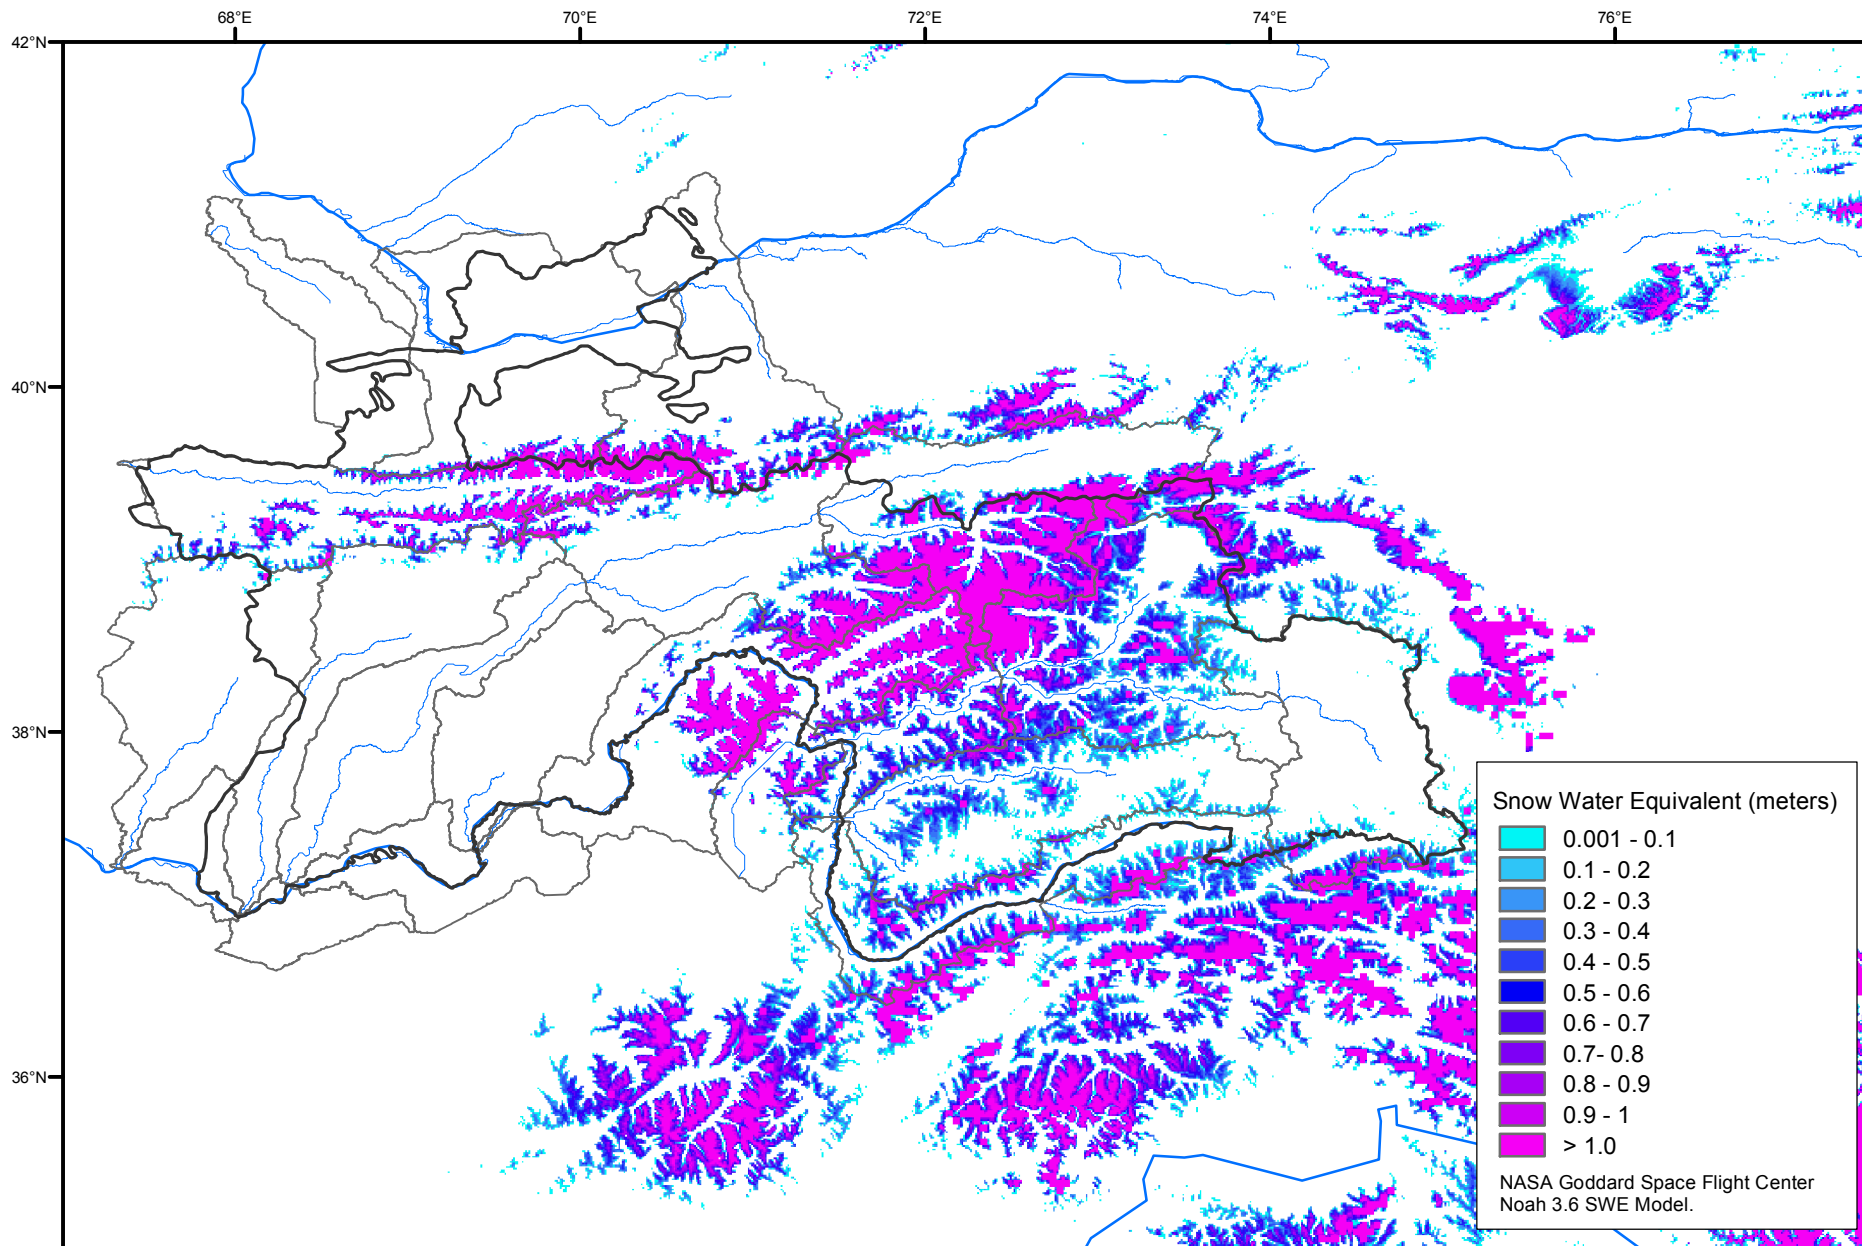 68°E 70°E 72°E 74°E 76°E
42°N
40°N
38°N
36°N
Snow Water Equivalent (meters)
0.001 - 0.1
0.1 - 0.2
0.2 - 0.3
0.3 - 0.4
0.4 - 0.5
0.5 - 0.6
0.6 - 0.7
0.7- 0.8
0.8 - 0.9
0.9 - 1
> 1.0
NASA Goddard Space Flight Center
Noah 3.6 SWE Model.